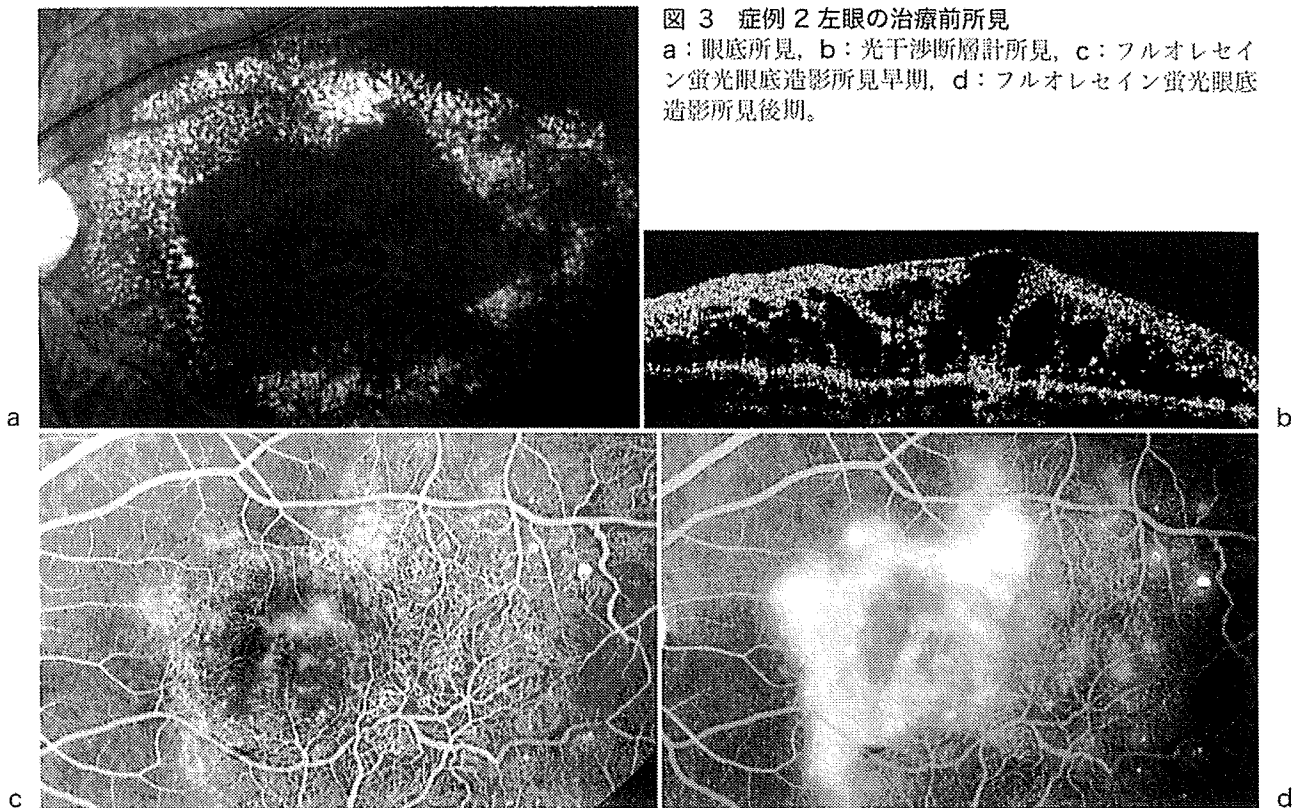 図 3 症例 2 左眼の治療前所見
a：眼底所見，b：光干渉断層計所見，c：フルオレセイ
ン蛍光眼底造影所見早期，d：フルオレセイン蛍光眼底
造影所見後期。
a
b
c
d